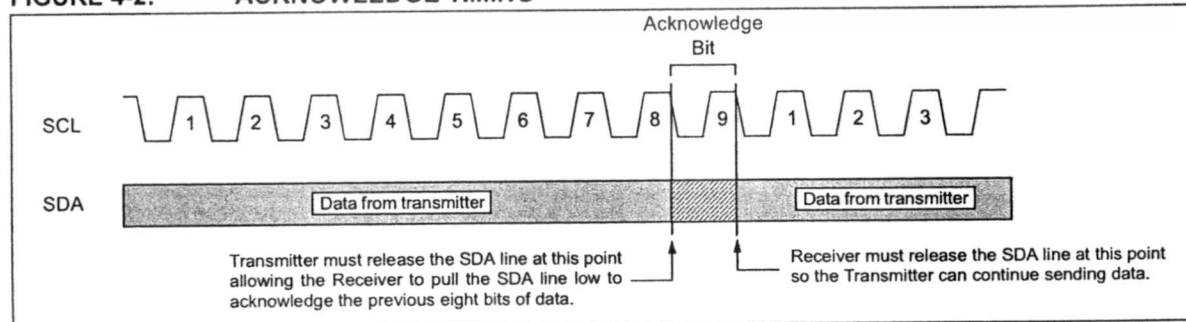 FIGURE 4-2: ACKNOWLEDGE TIMING
Acknowledge
Bit
SCL 1 2 3 4 5 6 7 8 9 1 2 3
SDA Data from transmitter Data from transmitter
Transmitter must release the SDA line at this point
allowing the Receiver to pull the SDA line low to
acknowledge the previous eight bits of data.
Receiver must release the SDA line at this point
so the Transmitter can continue sending data.